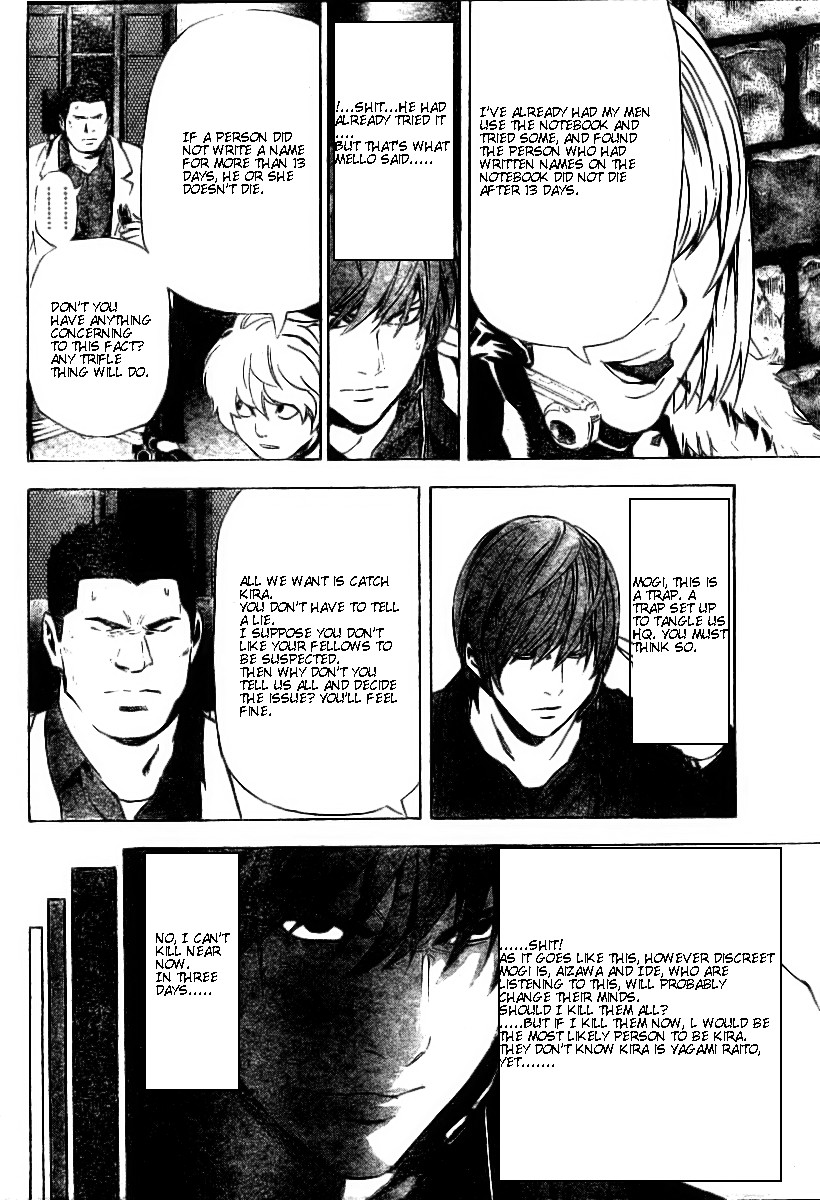 I'VE ALREADY HAD MY MEN
USE THE NOTEBOOK AND
TRIED SOME, AND FOUND
THE PERSON WHO HAD
WRITTEN NAMES ON THE
NOTEBOOK DID NOT DIE
AFTER 13 DAYS.
!...SHIT...HE HAD
ALREADY TRIED IT
....
BUT THAT'S WHAT
MELLO SAID.....
IF A PERSON DID
NOT WRITE A NAME
FOR MORE THAN 13
DAYS, HE OR SHE
DOESN'T DIE.
DON'T YOU
HAVE ANYTHING
CONCERNING
TO THIS FACT?
ANY TRIFLE
THING WILL DO.
MOGI, THIS IS
A TRAP. A
TRAP SET UP
TO TANGLE US
HQ. YOU MUST
THINK SO.
ALL WE WANT IS CATCH
KIRA.
YOU DON'T HAVE TO TELL
A LIE.
I SUPPOSE YOU DON'T
LIKE YOUR FELLOWS TO
BE SUSPECTED.
THEN WHY DON'T YOU
TELL US ALL AND DECIDE
THE ISSUE? YOU'LL FEEL
FINE.
......SHIT!
AS IT GOES LIKE THIS, HOWEVER DISCREET
MOGI IS, AIZAWA AND IDE, WHO ARE
LISTENING TO THIS, WILL PROBABLY
CHANGE THEIR MINDS.
SHOULD I KILL THEM ALL?
.....BUT IF I KILL THEM NOW, L WOULD BE
THE MOST LIKELY PERSON TO BE KIRA.
THEY DON'T KNOW KIRA IS YAGAMI RAITO,
YET.......
NO, I CAN'T
KILL NEAR
NOW.
IN THREE
DAYS.....